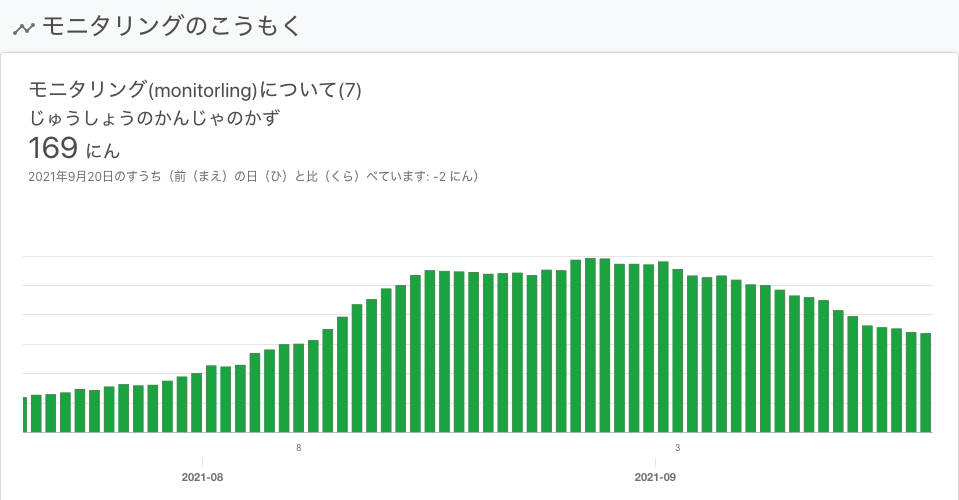 モニタリングのこうもく
モニタリング(monitorling)について(7)
じゅうしょうのかんじゃのかず
169 にん
2021年9月20日のすうち（前（まえ）の日（ひ）と比（くら）べています: -2 にん）
8
3
2021-08
2021-09